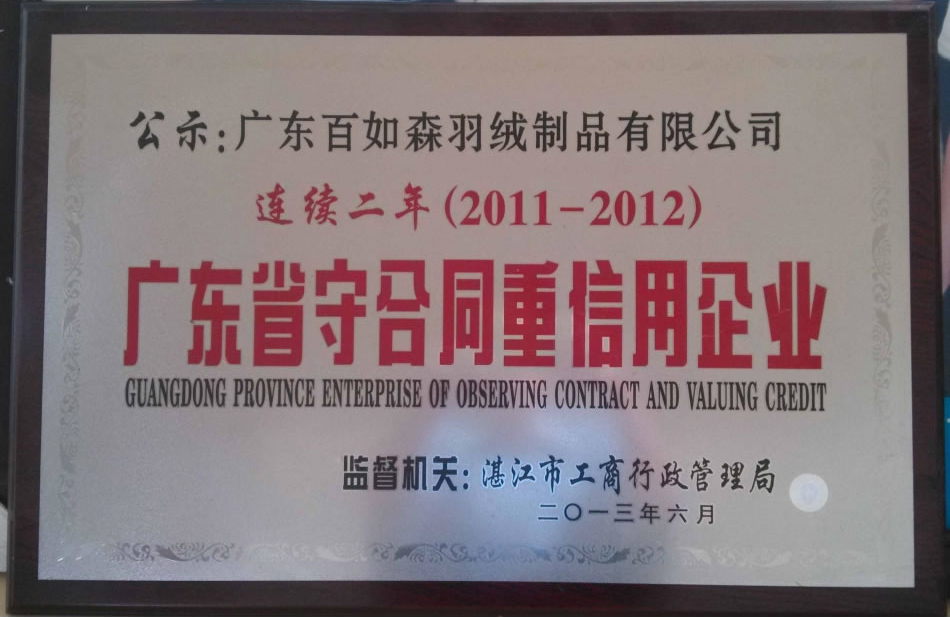 公示:广东百如森羽绒制品有限公司
连续二年(2011-2012)
广东省守合同重信用企业
GUANGDONG PROVINCE ENTERPRISE OF OBSERVING CONTRACT AND VALUING CREDIT
监督机关:湛江市工商行政管理局
二〇一三年六月